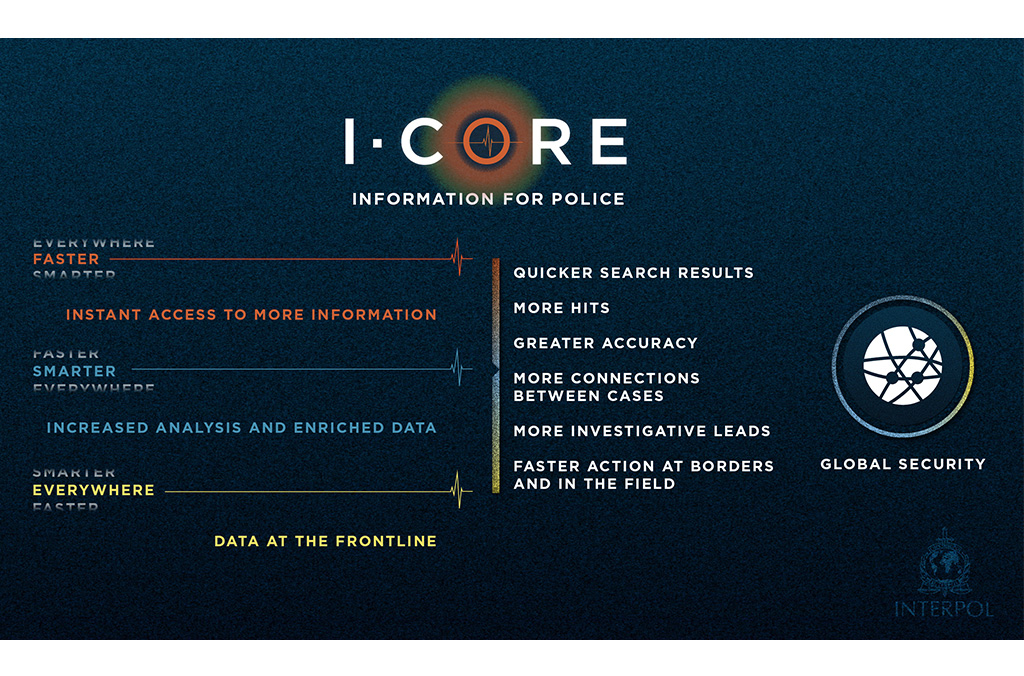 I·CORE
INFORMATION FOR POLICE
EVERYWHERE
FASTER
SMARTER
INSTANT ACCESS TO MORE INFORMATION
FASTER
SMARTER
EVERYWHERE
INCREASED ANALYSIS AND ENRICHED DATA
SMARTER
EVERYWHERE
FASTER
DATA AT THE FRONTLINE
QUICKER SEARCH RESULTS
MORE HITS
GREATER ACCURACY
MORE CONNECTIONS
BETWEEN CASES
MORE INVESTIGATIVE LEADS
FASTER ACTION AT BORDERS
AND IN THE FIELD
GLOBAL SECURITY
INTERPOL